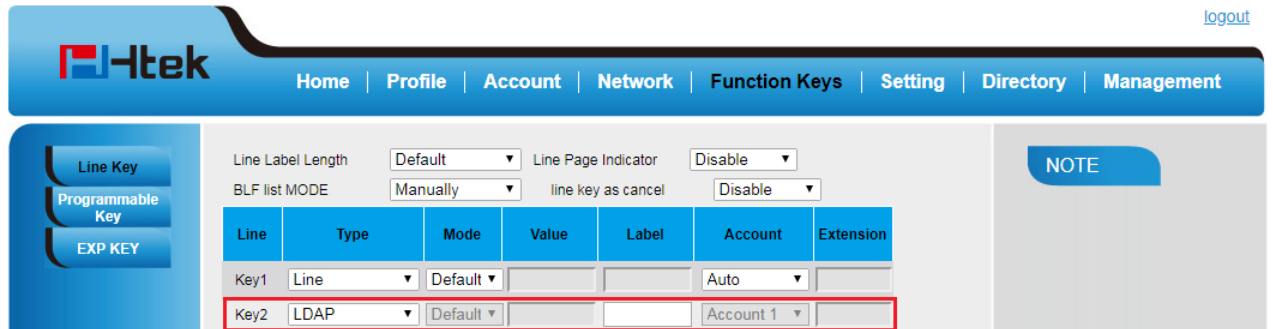 logout
Htek
Home | Profile | Account | Network | Function Keys | Setting | Directory | Management
Line Key
Programmable Key
EXP KEY
Line Label Length Default Line Page Indicator Disable
BLF list MODE Manually line key as cancel Disable
Line Type Mode Value Label Account Extension
Key1 Line Default Auto
Key2 LDAP Default Account 1
NOTE